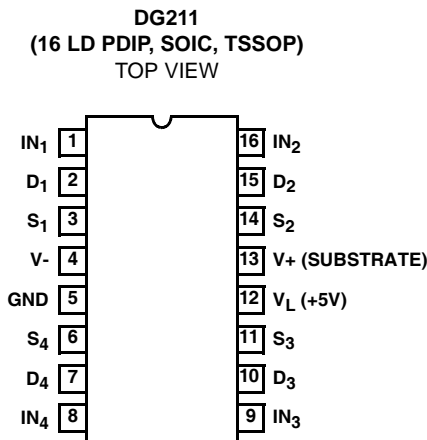 DG211
(16 LD PDIP, SOIC, TSSOP)
TOP VIEW
IN1 1 16 IN2
D1 2 15 D2
S1 3 14 S2
V- 4 13 V+ (SUBSTRATE)
GND 5 12 VL (+5V)
S4 6 11 S3
D4 7 10 D3
IN4 8 9 IN3